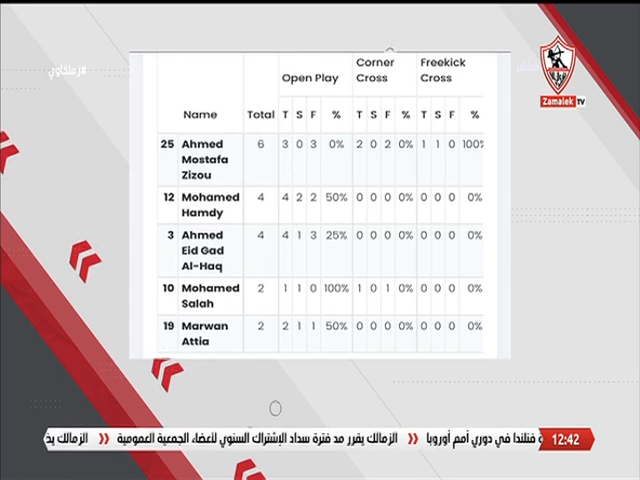 #زملكاوي
مباشر
Zamalek TV
Open Play Corner Cross Freekick Cross
Name Total T S F % T S F % T S F %
25 Ahmed Mostafa Zizou 6 3 0 3 0% 2 0 2 0% 1 1 0 100%
12 Mohamed Hamdy 4 4 2 2 50% 0 0 0 0% 0 0 0 0%
3 Ahmed Eid Gad Al-Haq 4 4 1 3 25% 0 0 0 0% 0 0 0 0%
10 Mohamed Salah 2 1 1 0 100% 1 0 1 0% 0 0 0 0%
19 Marwan Attia 2 2 1 1 50% 0 0 0 0% 0 0 0 0%
12:42
فنلندا في دوري أمم أوروبا » الزمالك يقرر مد فترة سداد الإشتراك السنوي لأعضاء الجمعية العمومية » الزمالك